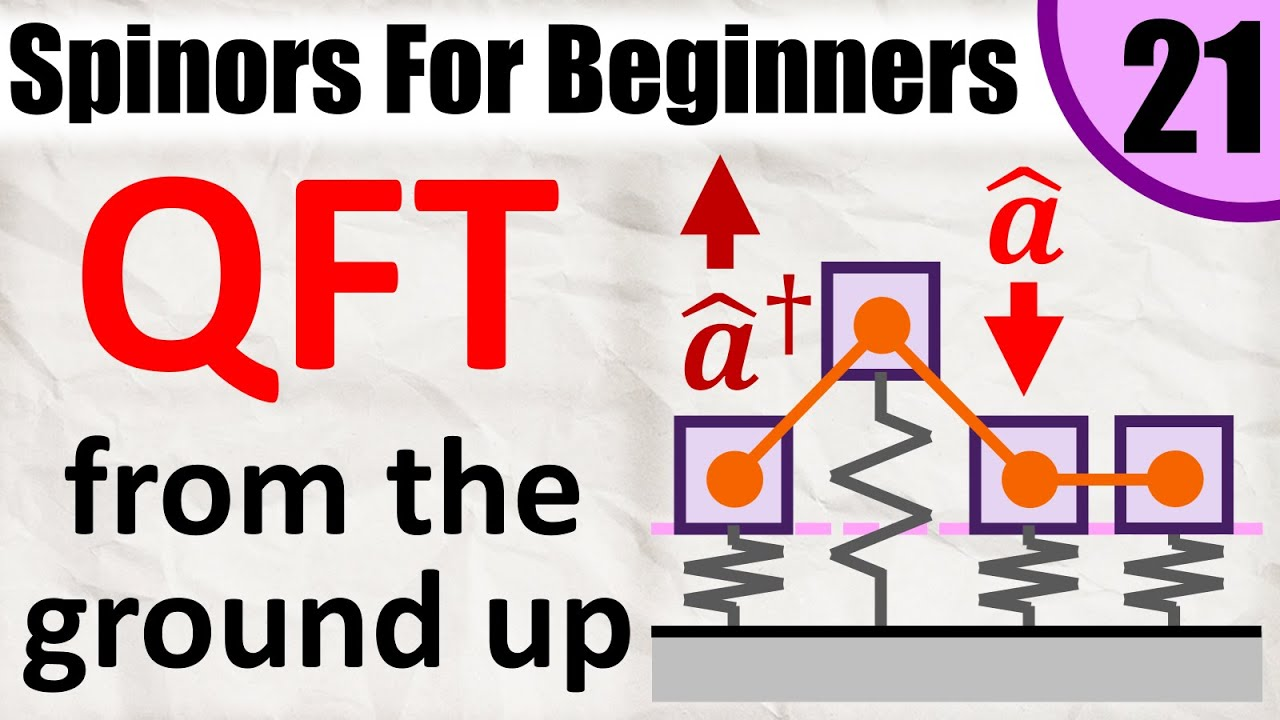 Spinors For Beginners
21
QFT
from the
ground up
â†
â